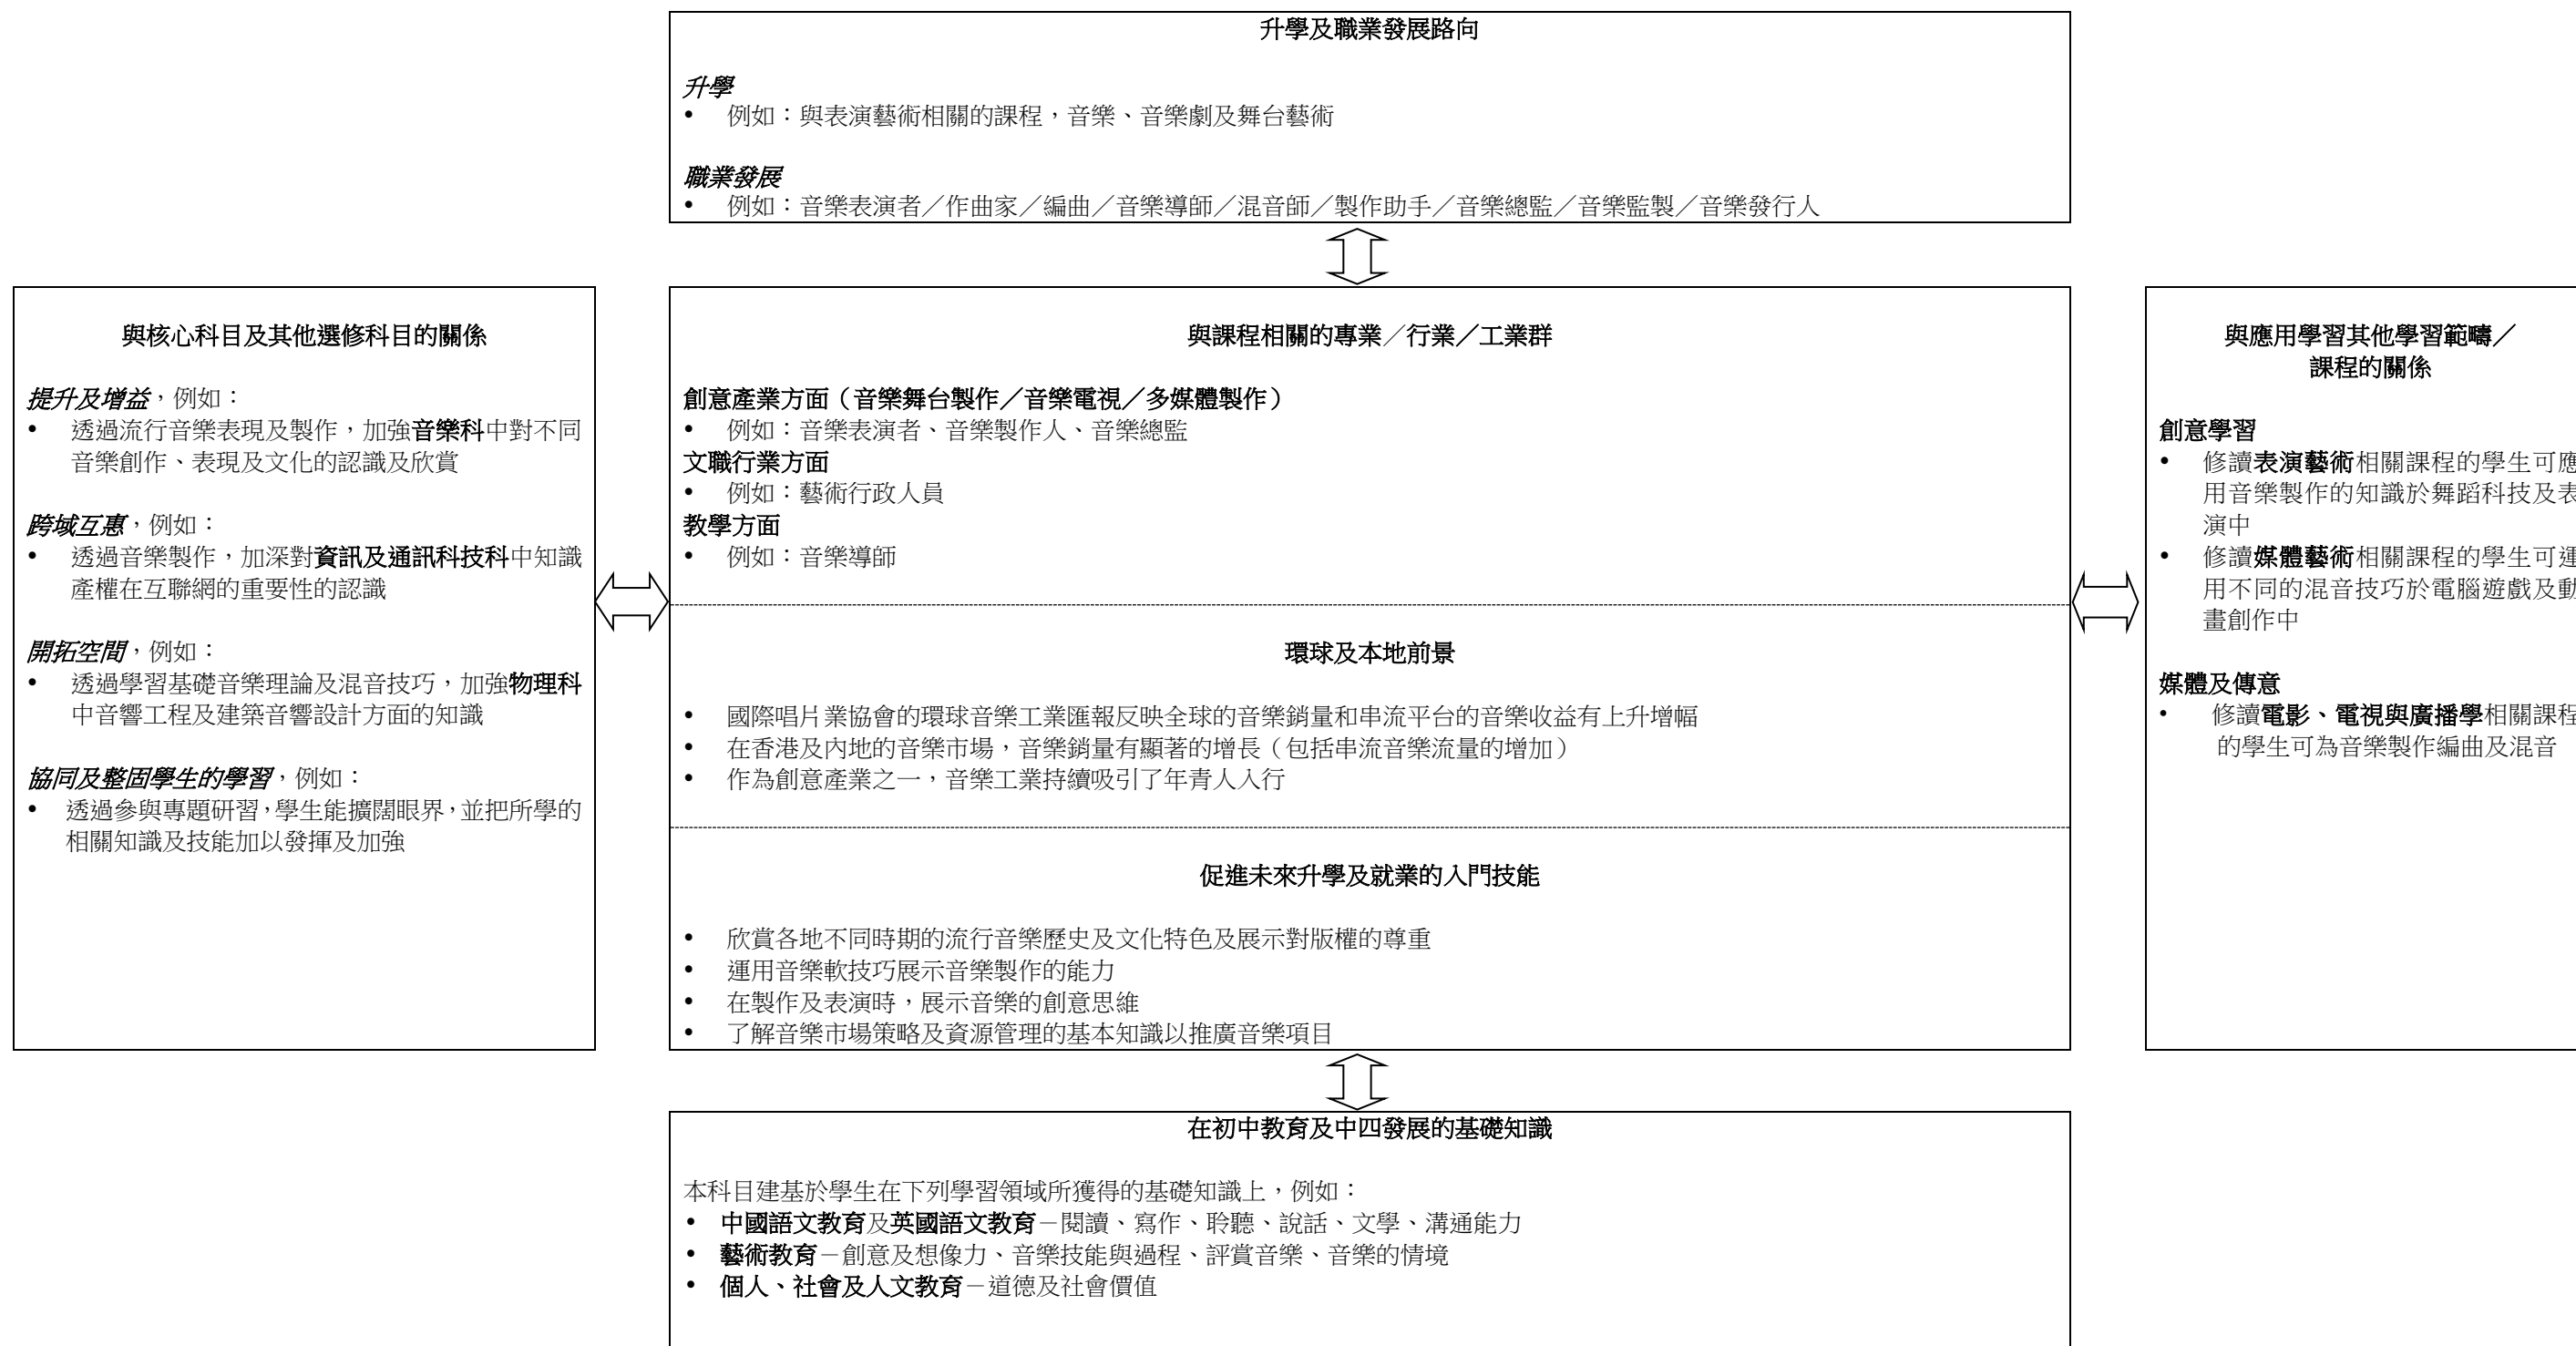 升學及職業發展路向
升學
• 例如：與表演藝術相關的課程，音樂、音樂劇及舞台藝術
職業發展
• 例如：音樂表演者／作曲家／編曲／音樂導師／混音師／製作助手／音樂總監／音樂監製／音樂發行人
與核心科目及其他選修科目的關係
提升及增益，例如：
• 透過流行音樂表現及製作，加強音樂科中對不同
音樂創作、表現及文化的認識及欣賞
跨域互惠，例如：
• 透過音樂製作，加深對資訊及通訊科技科中知識
產權在互聯網的重要性的認識
開拓空間，例如：
• 透過學習基礎音樂理論及混音技巧，加強物理科
中音響工程及建築音響設計方面的知識
協同及整固學生的學習，例如：
• 透過參與專題研習，學生能擴闊眼界，並把所學的
相關知識及技能加以發揮及加強
與課程相關的專業／行業／工業群
創意產業方面（音樂舞台製作／音樂電視／多媒體製作）
• 例如：音樂表演者、音樂製作人、音樂總監
文職行業方面
• 例如：藝術行政人員
教學方面
• 例如：音樂導師
環球及本地前景
• 國際唱片業協會的環球音樂工業匯報反映全球的音樂銷量和串流平台的音樂收益有上升增幅
• 在香港及內地的音樂市場，音樂銷量有顯著的增長（包括串流音樂流量的增加）
• 作為創意產業之一，音樂工業持續吸引了年青人入行
促進未來升學及就業的入門技能
• 欣賞各地不同時期的流行音樂歷史及文化特色及展示對版權的尊重
• 運用音樂軟技巧展示音樂製作的能力
• 在製作及表演時，展示音樂的創意思維
• 了解音樂市場策略及資源管理的基本知識以推廣音樂項目
與應用學習其他學習範疇／
課程的關係
創意學習
• 修讀表演藝術相關課程的學生可應
用音樂製作的知識於舞蹈科技及表
演中
• 修讀媒體藝術相關課程的學生可運
用不同的混音技巧於電腦遊戲及動
畫創作中
媒體及傳意
• 修讀電影、電視與廣播學相關課程
的學生可為音樂製作編曲及混音
在初中教育及中四發展的基礎知識
本科目建基於學生在下列學習領域所獲得的基礎知識上，例如：
• 中國語文教育及英國語文教育－閱讀、寫作、聆聽、說話、文學、溝通能力
• 藝術教育－創意及想像力、音樂技能與過程、評賞音樂、音樂的情境
• 個人、社會及人文教育－道德及社會價值